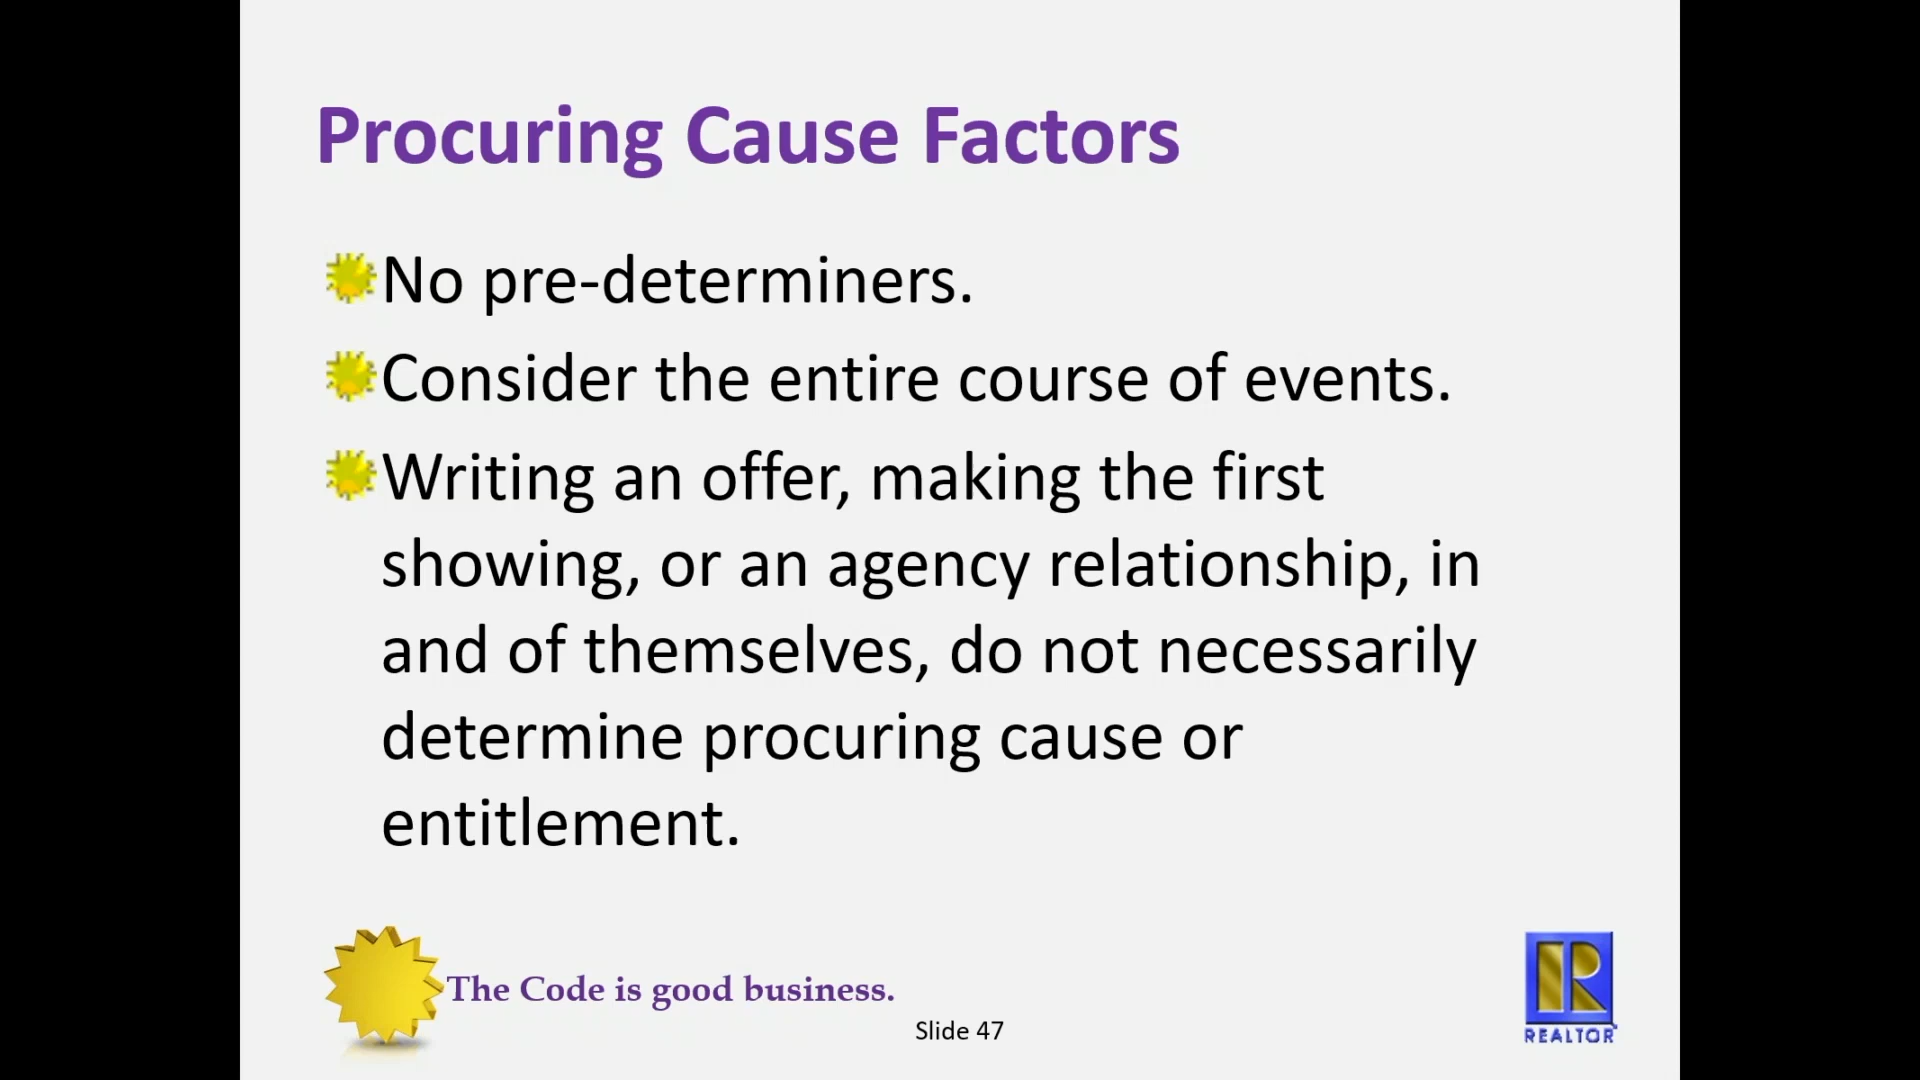 Procuring Cause Factors
No pre-determiners.
Consider the entire course of events.
Writing an offer, making the first
showing, or an agency relationship, in
and of themselves, do not necessarily
determine procuring cause or
entitlement.
The Code is good business.
Slide 47
REALTOR